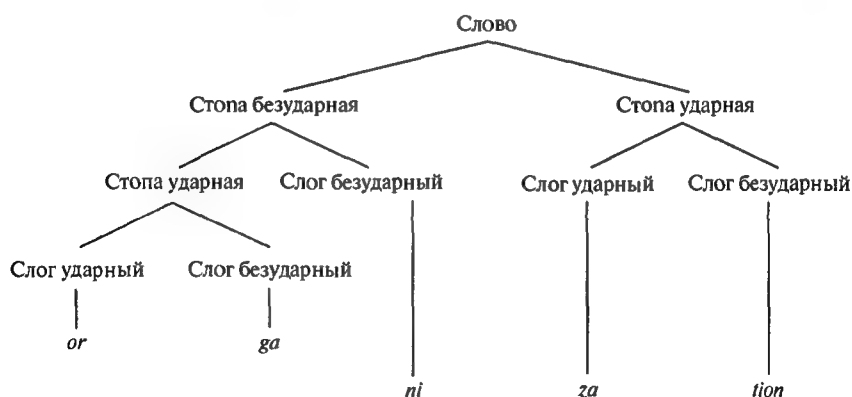 Слово
Стопа безударная Стопа ударная
Стопа ударная Слог безударный Слог ударный Слог безударный
Слог ударный Слог безударный
or ga
ni za tion